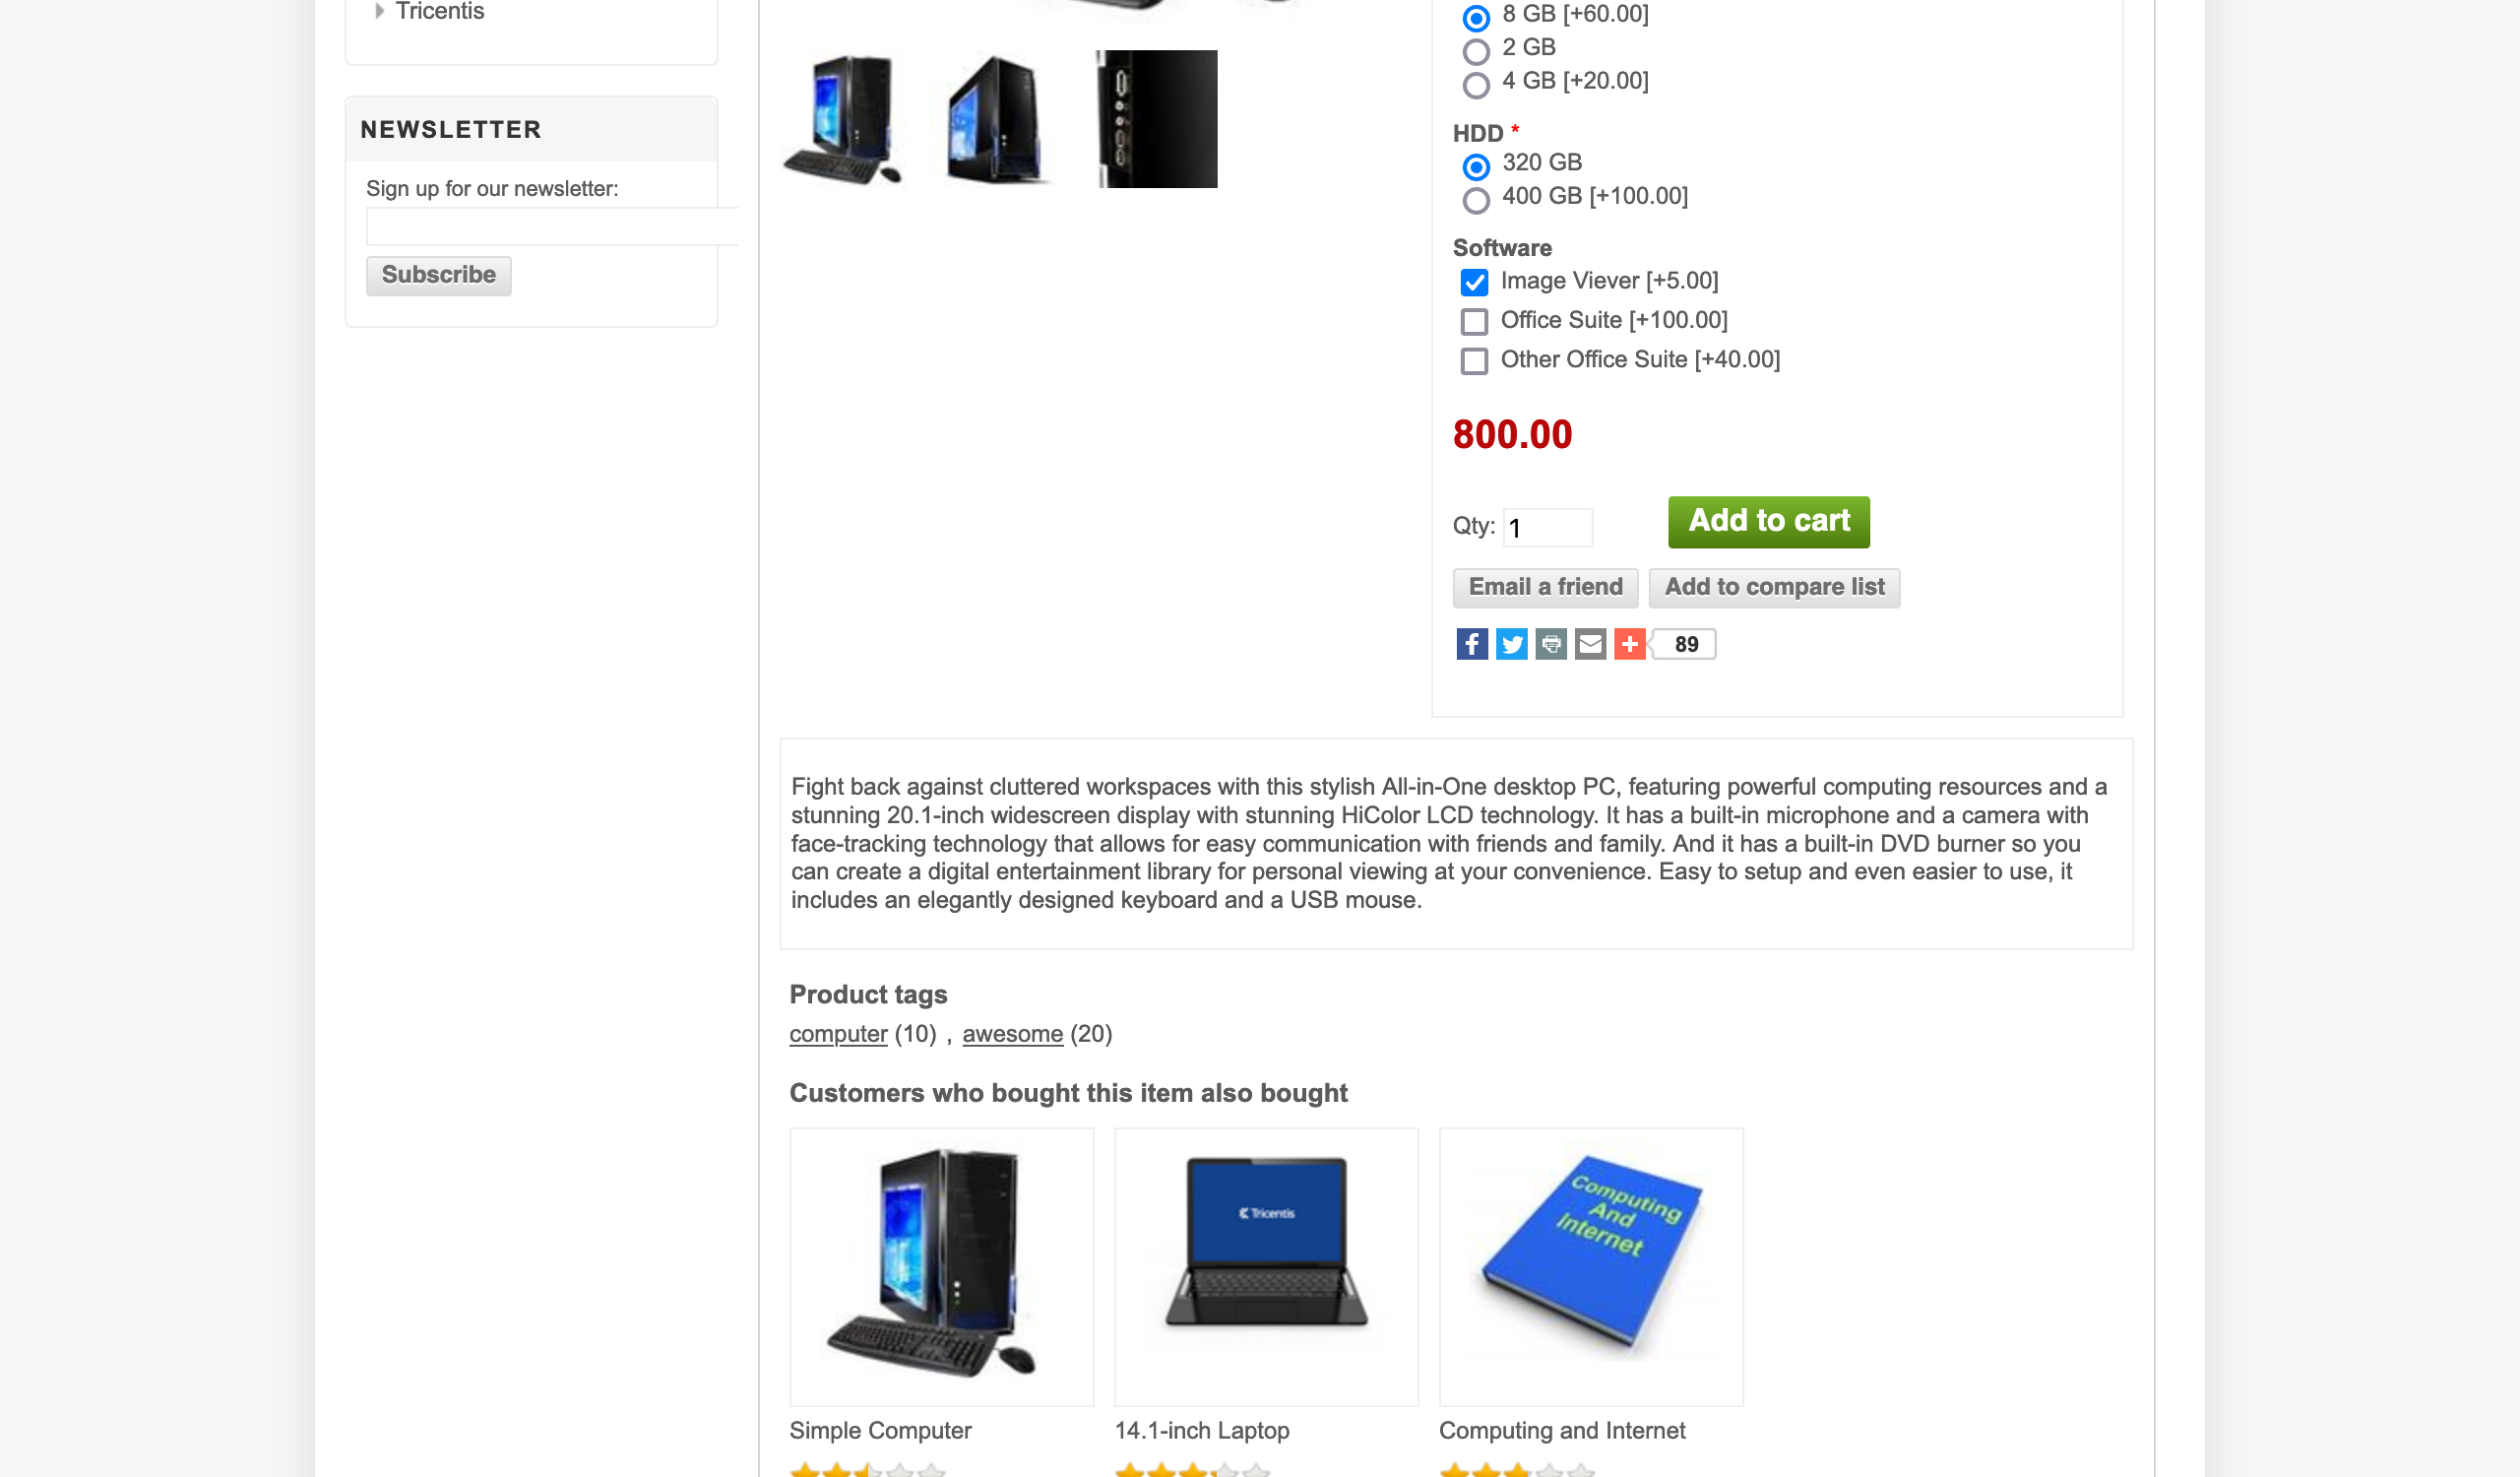 Tricentis
NEWSLETTER
Sign up for our newsletter:
Subscribe
8 GB [+60.00]
2 GB
4 GB [+20.00]
HDD *
320 GB
400 GB [+100.00]
Software
Image Viever [+5.00]
Office Suite [+100.00]
Other Office Suite [+40.00]
800.00
Qty: 1
Add to cart
Email a friend
Add to compare list
89
Fight back against cluttered workspaces with this stylish All-in-One desktop PC, featuring powerful computing resources and a
stunning 20.1-inch widescreen display with stunning HiColor LCD technology. It has a built-in microphone and a camera with
face-tracking technology that allows for easy communication with friends and family. And it has a built-in DVD burner so you
can create a digital entertainment library for personal viewing at your convenience. Easy to setup and even easier to use, it
includes an elegantly designed keyboard and a USB mouse.
Product tags
computer (10) , awesome (20)
Customers who bought this item also bought
Tricentis
Computing
And
Internet
Simple Computer
14.1-inch Laptop
Computing and Internet